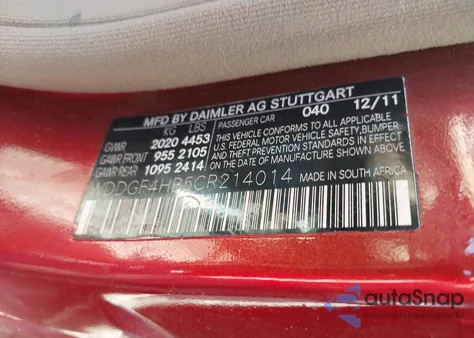 MFD BY DAIMLER AG STUTTGART
KG LBS PASSENGER CAR 040 12/11
GVWR 2020 4453 THIS VEHICLE CONFORMS TO ALL APPLICABLE
GAWR FRONT 955 2105 U.S. FEDERAL MOTOR VEHICLE SAFETY, BUMPER,
GAWR REAR 1095 2414 AND THEFT PREVENTION STANDARDS IN EFFECT
ON THE DATE OF MANUFACTURE SHOWN ABOVE.
WDDGF4HB5CR214014 MADE IN SOUTH AFRICA
autoSnap